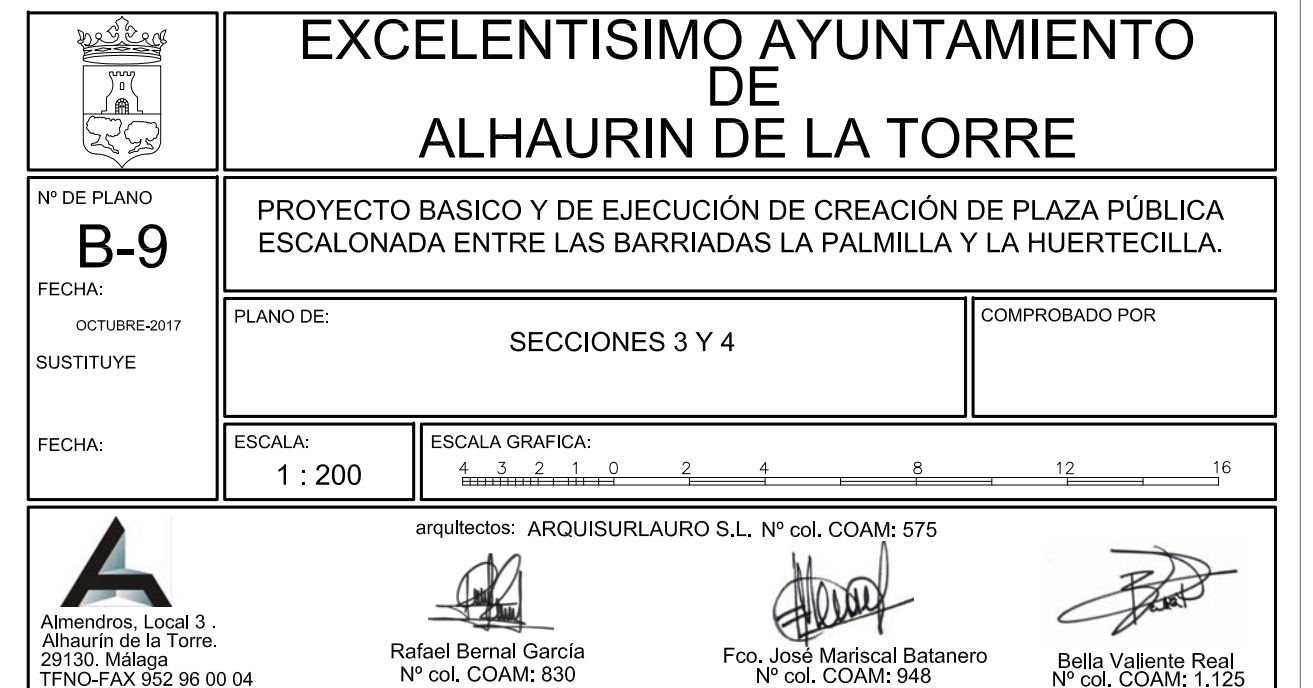 EXCELENTISIMO AYUNTAMIENTO
DE
ALHAURIN DE LA TORRE
Nº DE PLANO
B-9
FECHA:
OCTUBRE-2017
SUSTITUYE
FECHA:
PROYECTO BASICO Y DE EJECUCIÓN DE CREACIÓN DE PLAZA PÚBLICA
ESCALONADA ENTRE LAS BARRIADAS LA PALMILLA Y LA HUERTECILLA.
PLANO DE:
SECCIONES 3 Y 4
COMPROBADO POR
ESCALA:
1 : 200
ESCALA GRAFICA:
4 3 2 1 0 2 4 8 12 16
arquitectos: ARQUISURLAURO S.L. Nº col. COAM: 575
Almendros, Local 3 .
Alhaurín de la Torre.
29130. Málaga
TFNO-FAX 952 96 00 04
Rafael Bernal García
Nº col. COAM: 830
Fco. José Mariscal Batanero
Nº col. COAM: 948
Bella Valiente Real
Nº col. COAM: 1.125